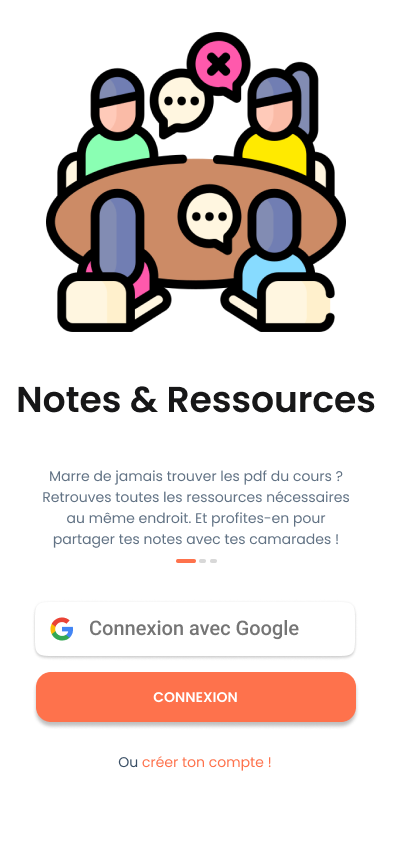 Notes & Ressources
Marre de jamais trouver les pdf du cours ?
Retrouves toutes les ressources nécessaires
au même endroit. Et profites-en pour
partager tes notes avec tes camarades !
Connexion avec Google
CONNEXION
Ou créer ton compte !